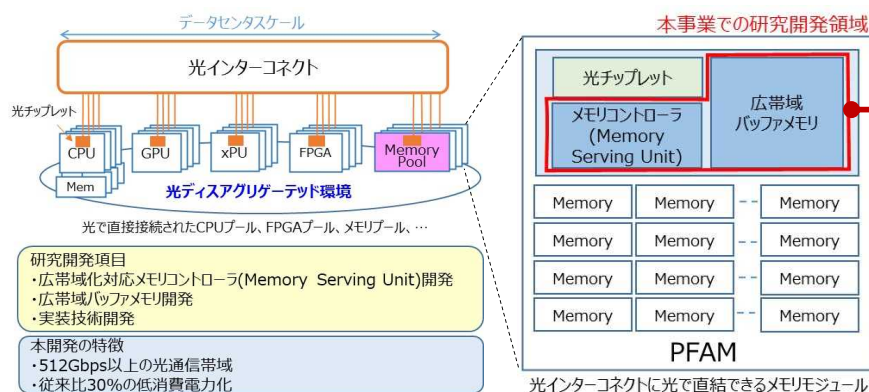 データセンタスケール
光インターコネクト
光チップレット
CPU
GPU
xPU
FPGA
Memory
Pool
Mem
光ディスアグリゲーテッド環境
光で直接接続されたCPUプール、FPGAプール、メモリプール、…
研究開発項目
・広帯域化対応メモリコントローラ(Memory Serving Unit)開発
・広帯域バッファメモリ開発
・実装技術開発
本開発の特徴
・512Gbps以上の光通信帯域
・従来比30%の低消費電力化
本事業での研究開発領域
光チップレット
メモリコントローラ
(Memory
Serving Unit)
広帯域
バッファメモリ
Memory Memory Memory
Memory Memory Memory
Memory Memory Memory
Memory Memory Memory
PFAM
光インターコネクトに光で直結できるメモリモジュール